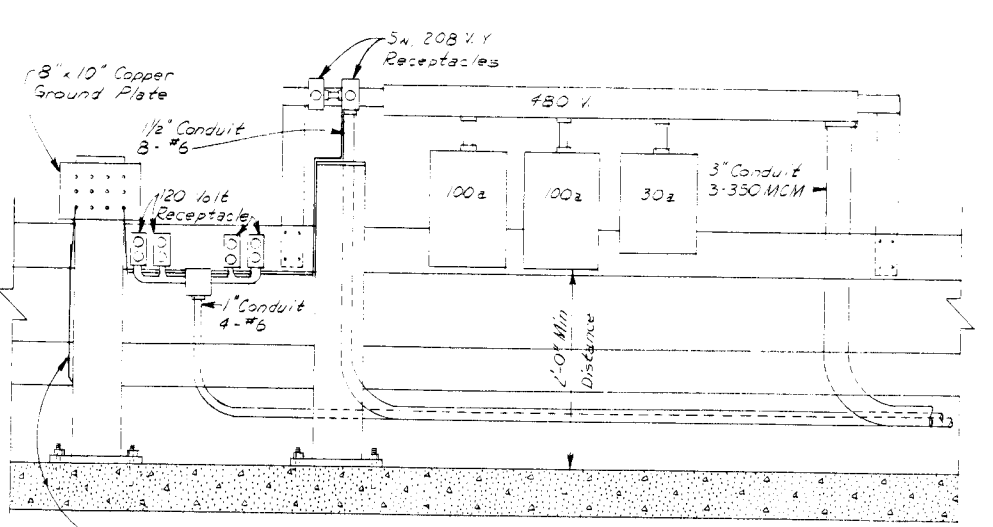 5W. 208 V. Y
Receptacles
8" x 10" Copper
Ground Plate
480 V.
1½" Conduit
8 - #6
100a
100a
30a
3" Conduit
3-350 MCM
120 Volt
Receptacles
1" Conduit
4 - #6
2'-0" Min
Distance